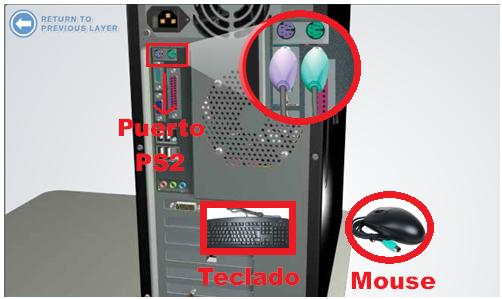 RETURN TO
PREVIOUS LAYER
Puerto
PS2
Teclado
Mouse